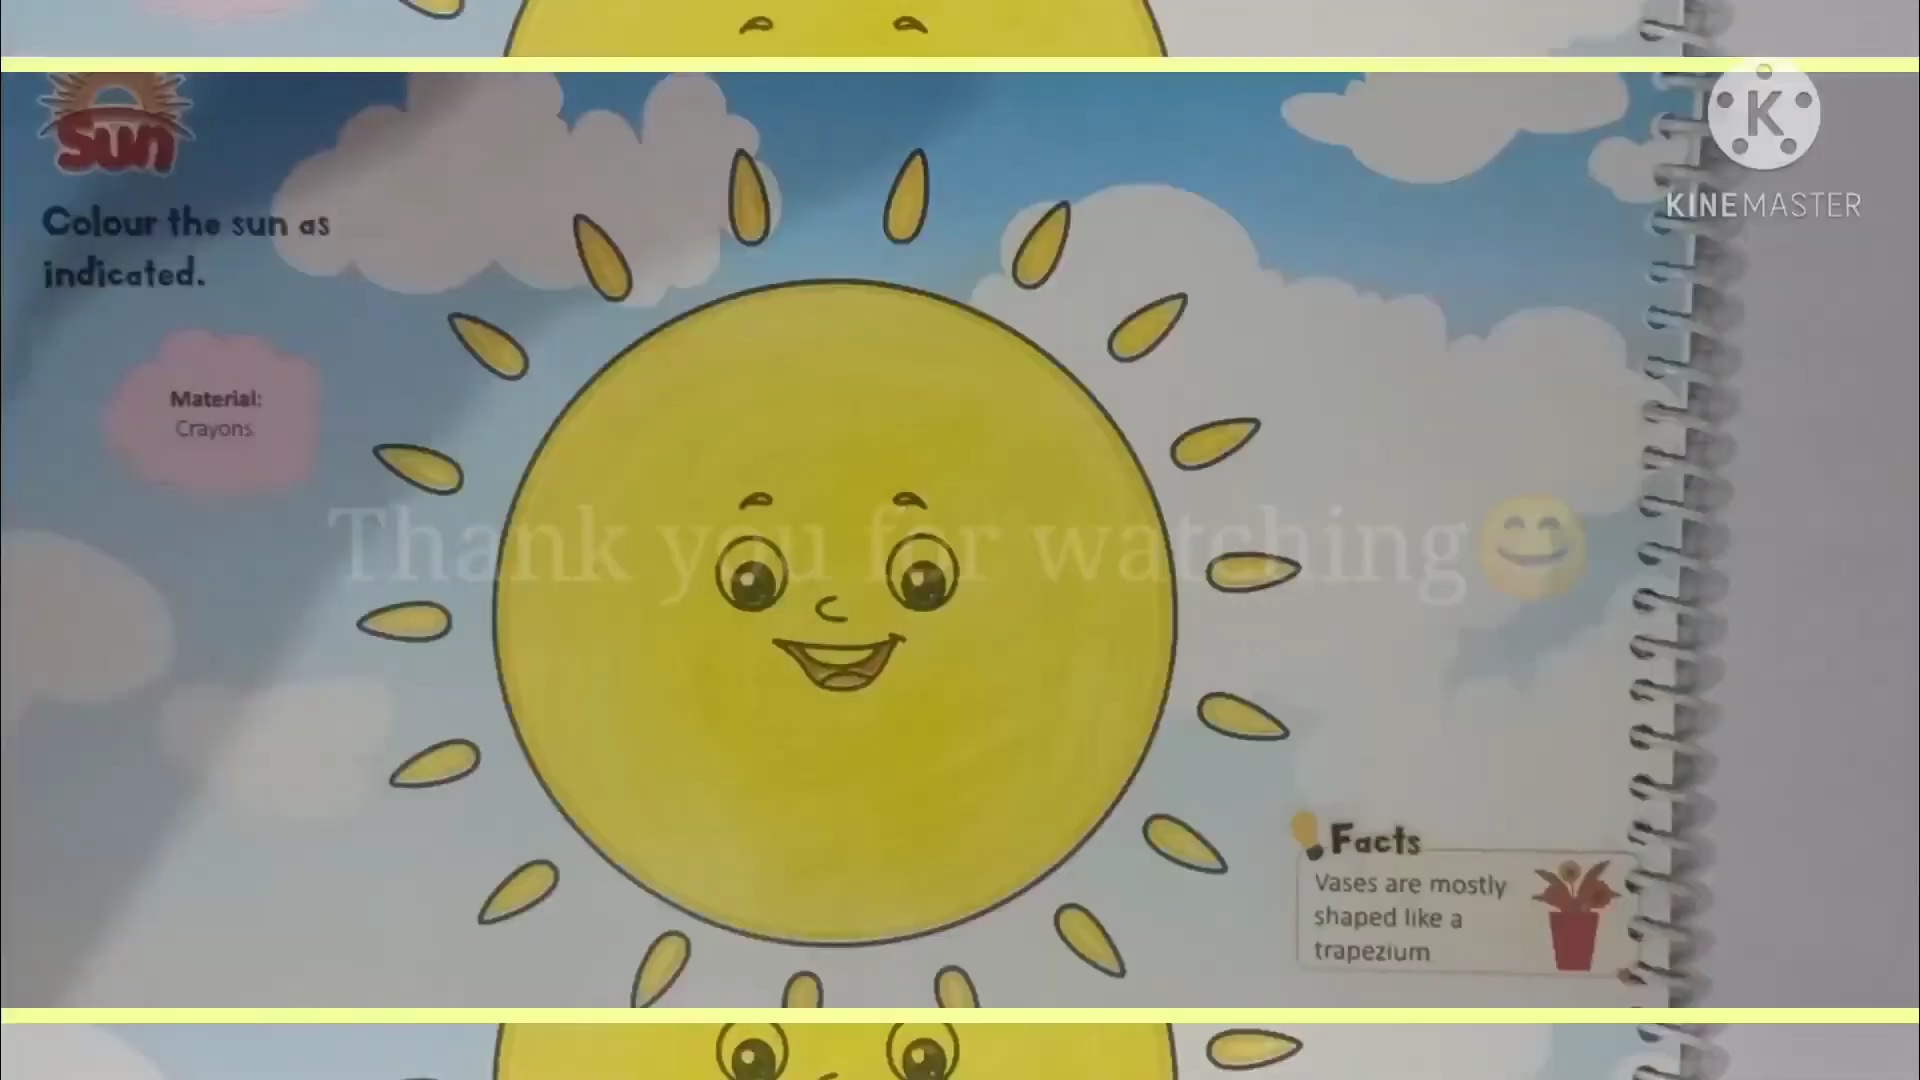 Sun
Colour the sun as
indicated.
Material:
Crayons
K
KINEMASTER
Thank you for watching😊
Facts
Vases are mostly
shaped like a
trapezium